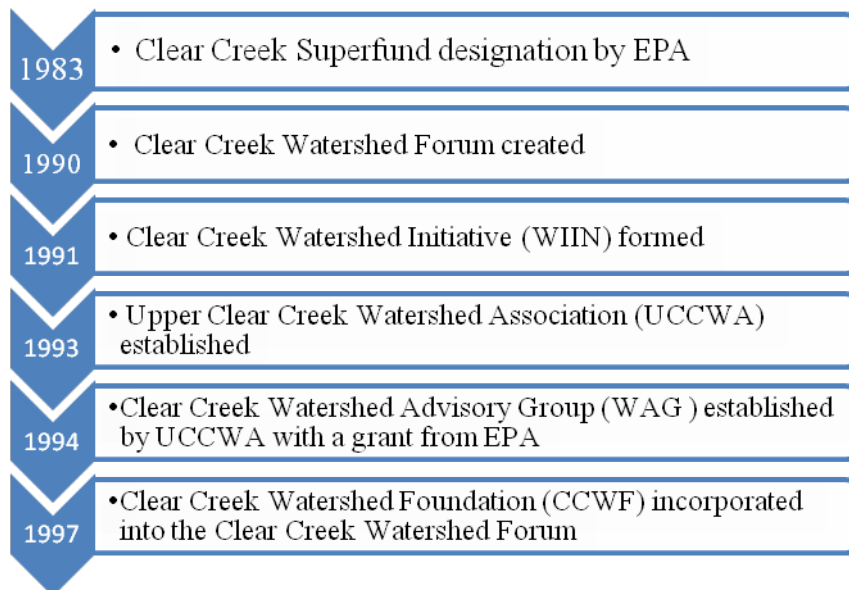 1983
• Clear Creek Superfund designation by EPA
1990
• Clear Creek Watershed Forum created
1991
• Clear Creek Watershed Initiative (WIIN) formed
1993
• Upper Clear Creek Watershed Association (UCCWA)
established
1994
•Clear Creek Watershed Advisory Group (WAG ) established
by UCCWA with a grant from EPA
1997
•Clear Creek Watershed Foundation (CCWF) incorporated
into the Clear Creek Watershed Forum